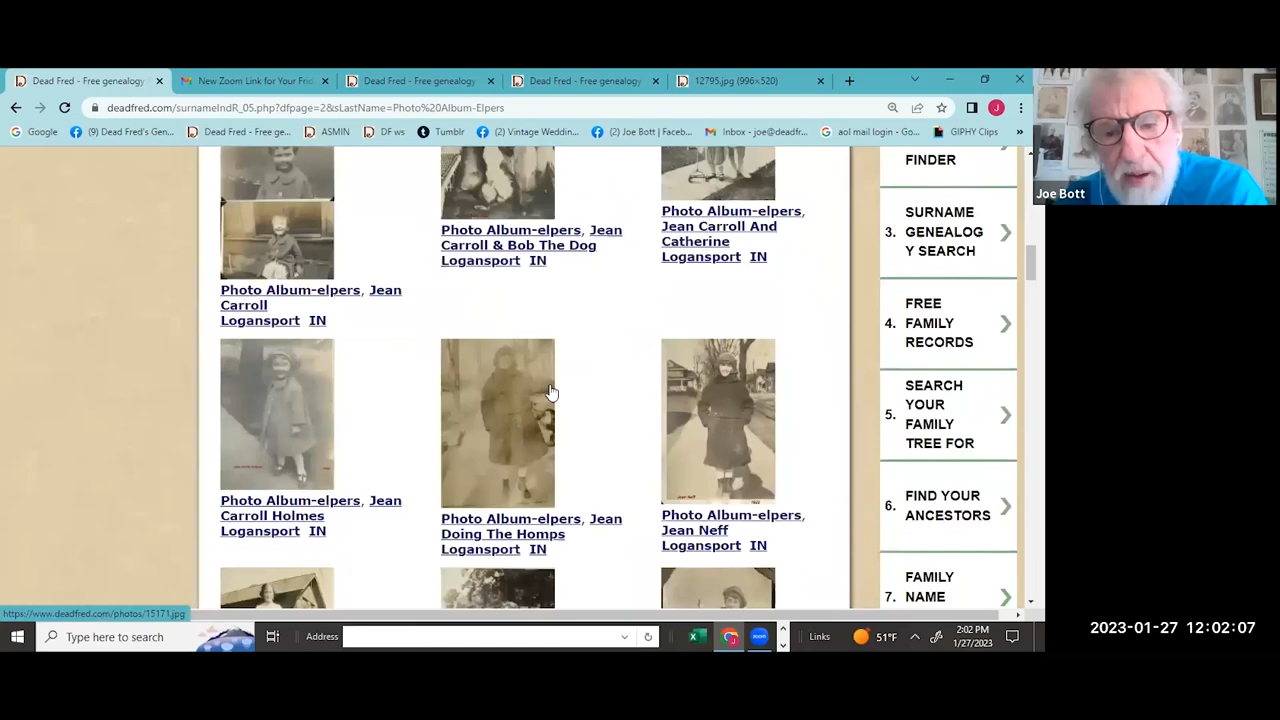 Dead Fred - Free genealogy
New Zoom Link for Your Frid
Dead Fred - Free genealogy
Dead Fred - Free genealogy
12795.jpg (996×520)
deadfred.com/surnameIndR_05.php?dfpage=2&sLastName=Photo%20Album-Elpers
Google
(9) Dead Fred's Gen...
Dead Fred - Free ge...
ASMIN
DF ws
Tumblr
(2) Vintage Weddin...
(2) Joe Bott | Faceb...
Inbox - joe@deadfr...
aol mail login - Go...
GIPHY Clips
»
Joe Bott
Photo Album-elpers, Jean
Carroll
Logansport IN
Photo Album-elpers, Jean
Carroll & Bob The Dog
Logansport IN
Photo Album-elpers,
Jean Carroll And
Catherine
Logansport IN
Photo Album-elpers, Jean
Carroll Holmes
Logansport IN
Photo Album-elpers, Jean
Doing The Homps
Logansport IN
Jean Neff
Photo Album-elpers,
Jean Neff
Logansport IN
FINDER
3. SURNAME
GENEALOG
Y SEARCH
4. FREE
FAMILY
RECORDS
5. SEARCH
YOUR
FAMILY
TREE FOR
6. FIND YOUR
ANCESTORS
7. FAMILY
NAME
https://www.deadfred.com/photos/15171.jpg
Type here to search
Address
zoom
Links
51°F
2:02 PM
1/27/2023
2023-01-27 12:02:07